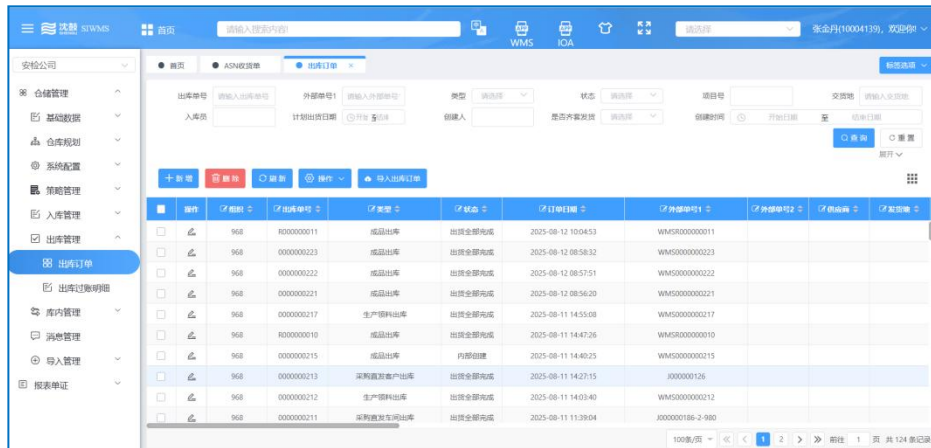 沈鼓 SIWMS 首页 请输入搜索内容! WMS IOA 请选择 张金丹(10004139), 欢迎你!
安检公司 首页 ASN收货单 出库订单 × 标签选项
仓储管理
基础数据
仓库规划
系统配置
策略管理
入库管理
出库管理
出库订单
出库过账明细
库内管理
消息管理
导入管理
报表单证
出库单号 请输入出库单号 外部单号1 请输入外部单号 类型 请选择 状态 请选择 项目号 交货地 请输入交货地
入库员 计划出货日期 创建人 是否齐套发货 请选择 创建时间 开始日期 至 结束日期
查询 重置
展开
新增 删除 刷新 操作 导入出库订单
操作 组织 出库单号 类型 状态 订单日期 外部单号1 外部单号2 供应商 发货地
968 R000000011 成品出库 出货全部完成 2025-08-12 10:04:53 WMSR000000011
968 0000000223 成品出库 出货全部完成 2025-08-12 08:58:32 WMS0000000223
968 0000000222 成品出库 出货全部完成 2025-08-12 08:57:51 WMS0000000222
968 0000000221 成品出库 出货全部完成 2025-08-12 08:56:20 WMS0000000221
968 0000000217 生产领料出库 出货全部完成 2025-08-11 14:55:08 WMS0000000217
968 R000000010 成品出库 出货全部完成 2025-08-11 14:47:26 WMSR000000010
968 0000000215 成品出库 内部创建 2025-08-11 14:40:25 WMS0000000215
968 0000000213 采购直发客户出库 出货全部完成 2025-08-11 14:27:15 J000000126
968 0000000212 生产领料出库 出货全部完成 2025-08-11 14:03:40 WMS0000000212
968 0000000211 采购直发车间出库 出货全部完成 2025-08-11 11:39:04 J000000186-2-980
100条/页 1 2 前往 1 页 共 124 条记录